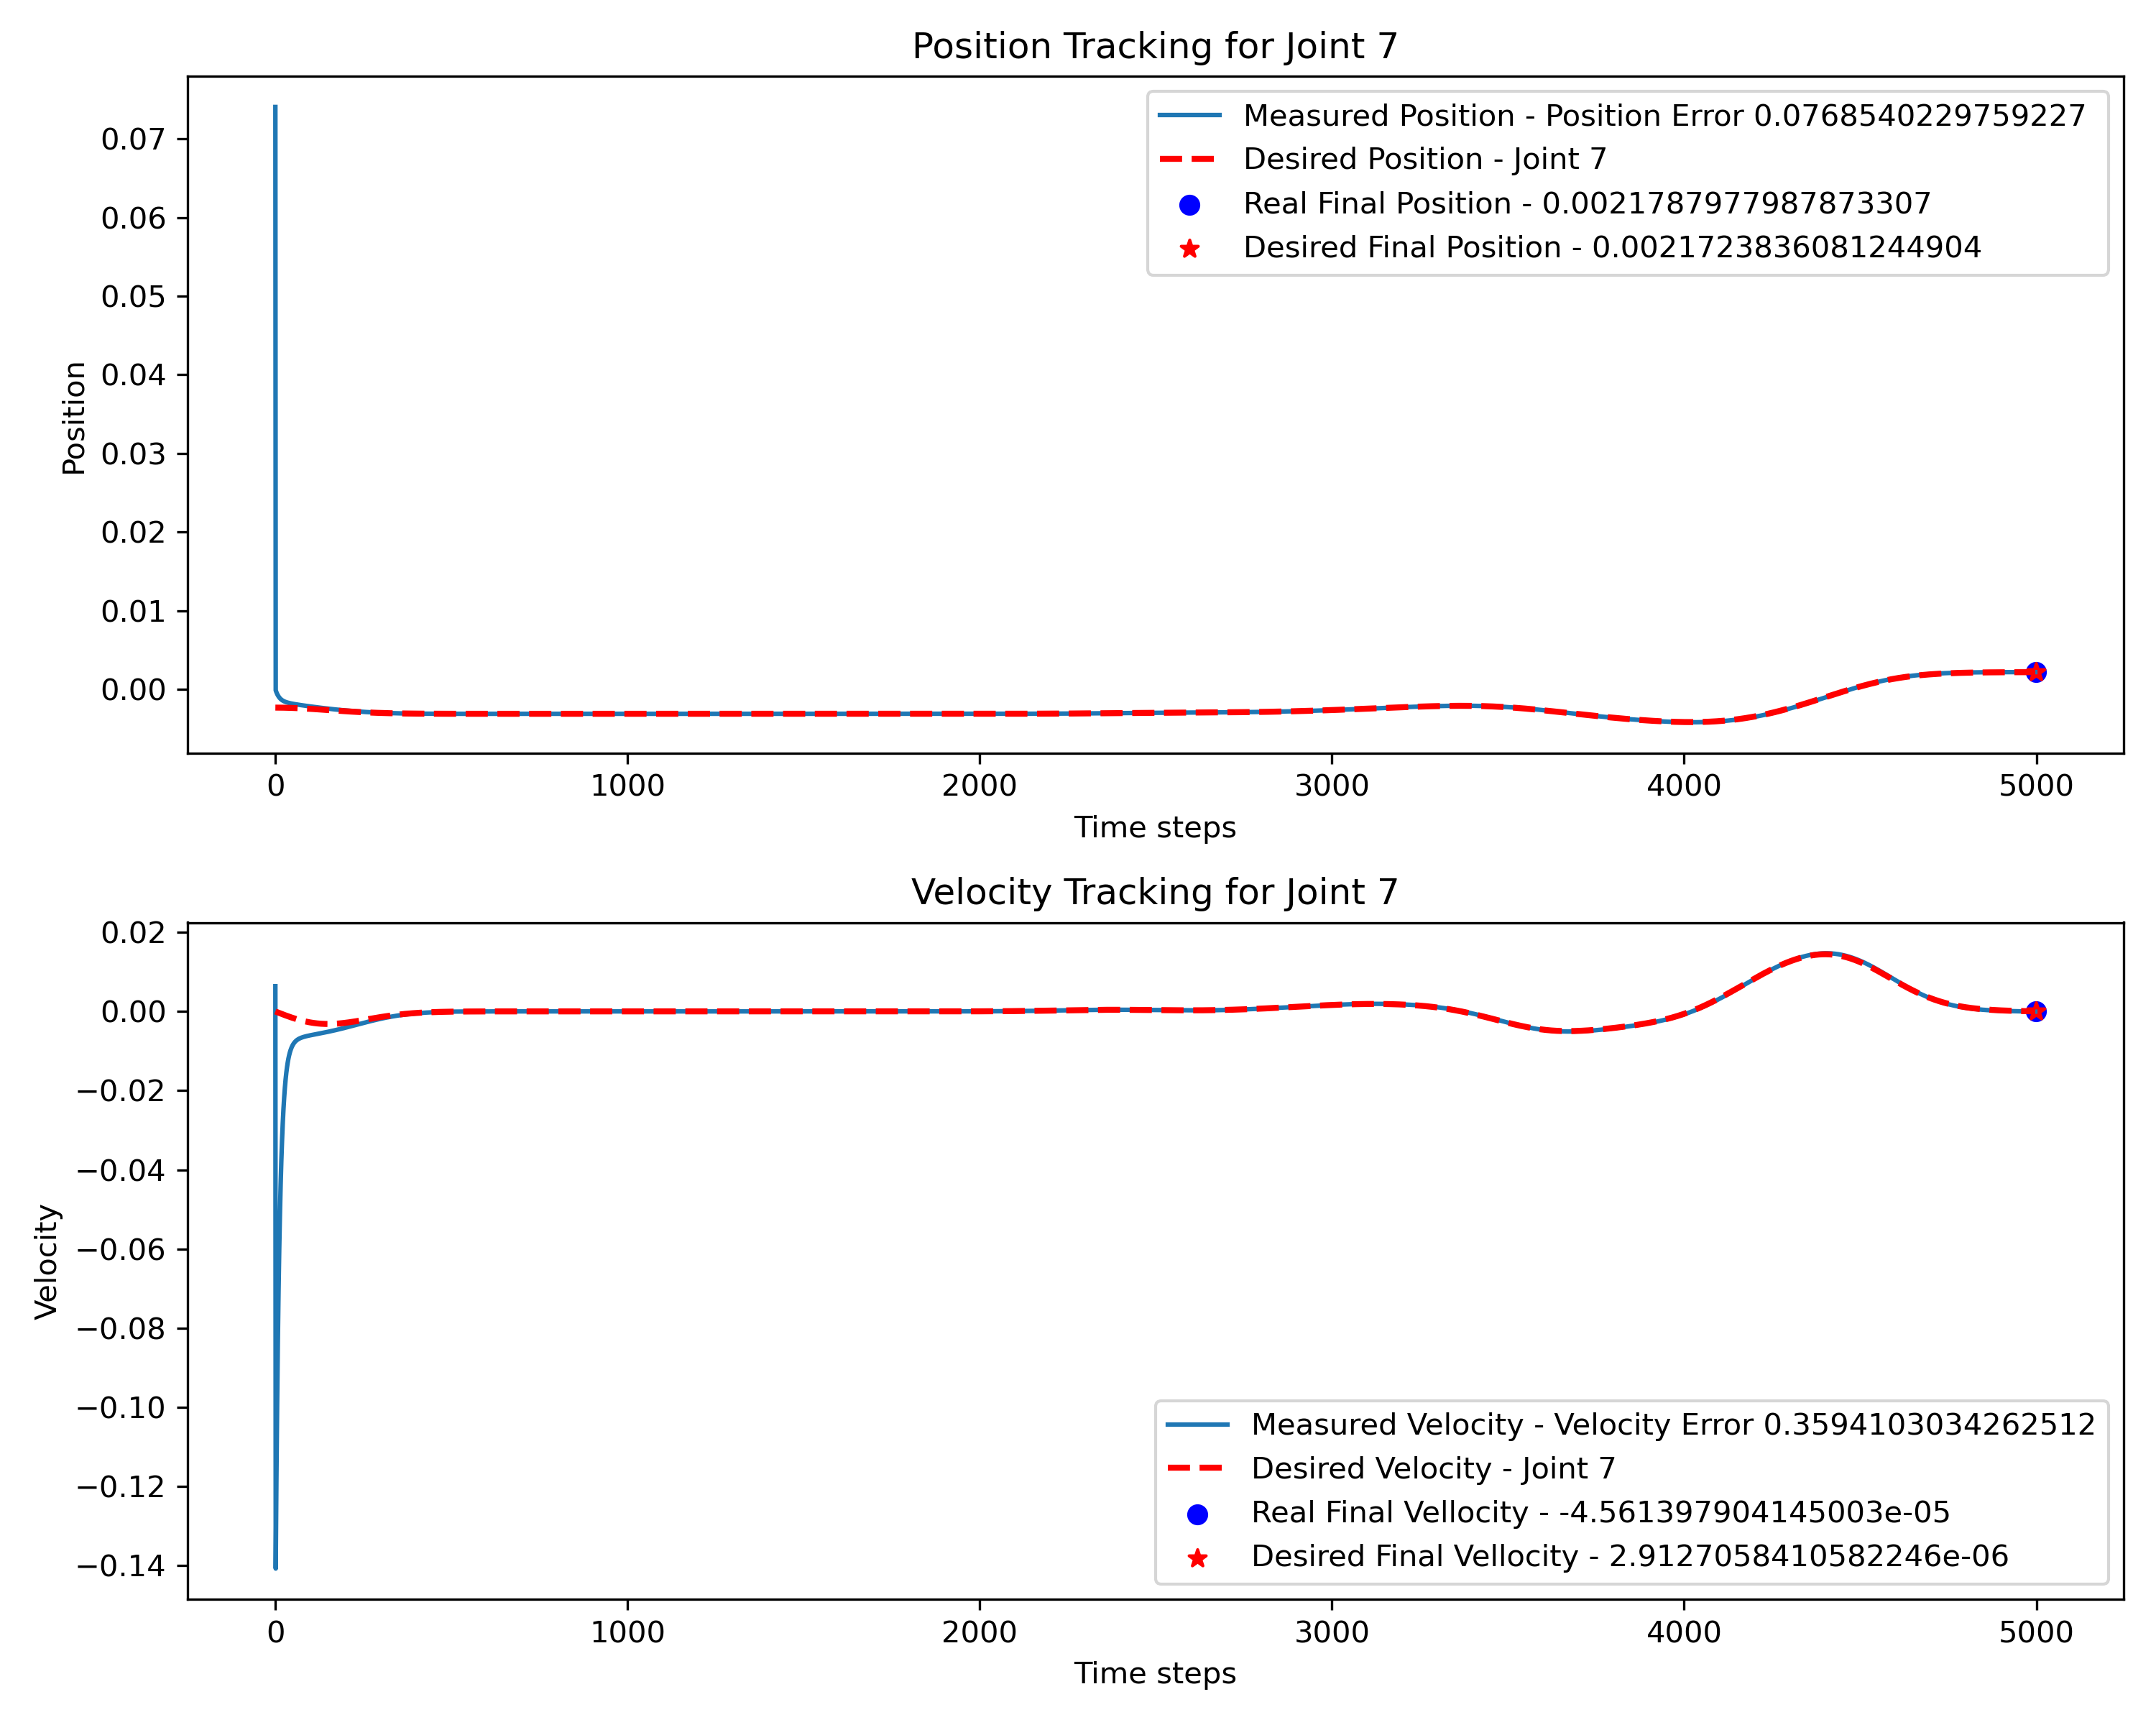 Position Tracking for Joint 7
Measured Position - Position Error 0.0768540229759227
Desired Position - Joint 7
Real Final Position - 0.0021787977987873307
Desired Final Position - 0.0021723836081244904
Position
0.07
0.06
0.05
0.04
0.03
0.02
0.01
0.00
0 1000 2000 3000 4000 5000
Time steps
Velocity Tracking for Joint 7
Velocity
0.02
0.00
−0.02
−0.04
−0.06
−0.08
−0.10
−0.12
−0.14
Measured Velocity - Velocity Error 0.3594103034262512
Desired Velocity - Joint 7
Real Final Vellocity - -4.561397904145003e-05
Desired Final Vellocity - 2.9127058410582246e-06
0 1000 2000 3000 4000 5000
Time steps